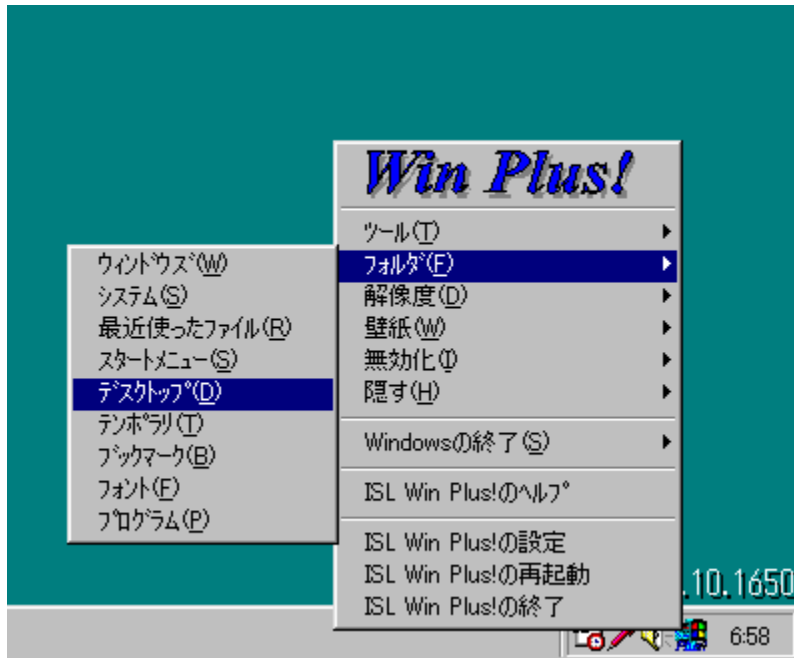 Win Plus!
ツール(T)
フォルダ(F)
解像度(D)
壁紙(W)
無効化(I)
隠す(H)
Windowsの終了(S)
ISL Win Plus!のヘルプ
ISL Win Plus!の設定
ISL Win Plus!の再起動
ISL Win Plus!の終了
ウィンドウズ(W)
システム(S)
最近使ったファイル(R)
スタートメニュー(S)
デスクトップ(D)
テンポラリ(T)
ブックマーク(B)
フォント(F)
プログラム(P)
.10.1650
6:58